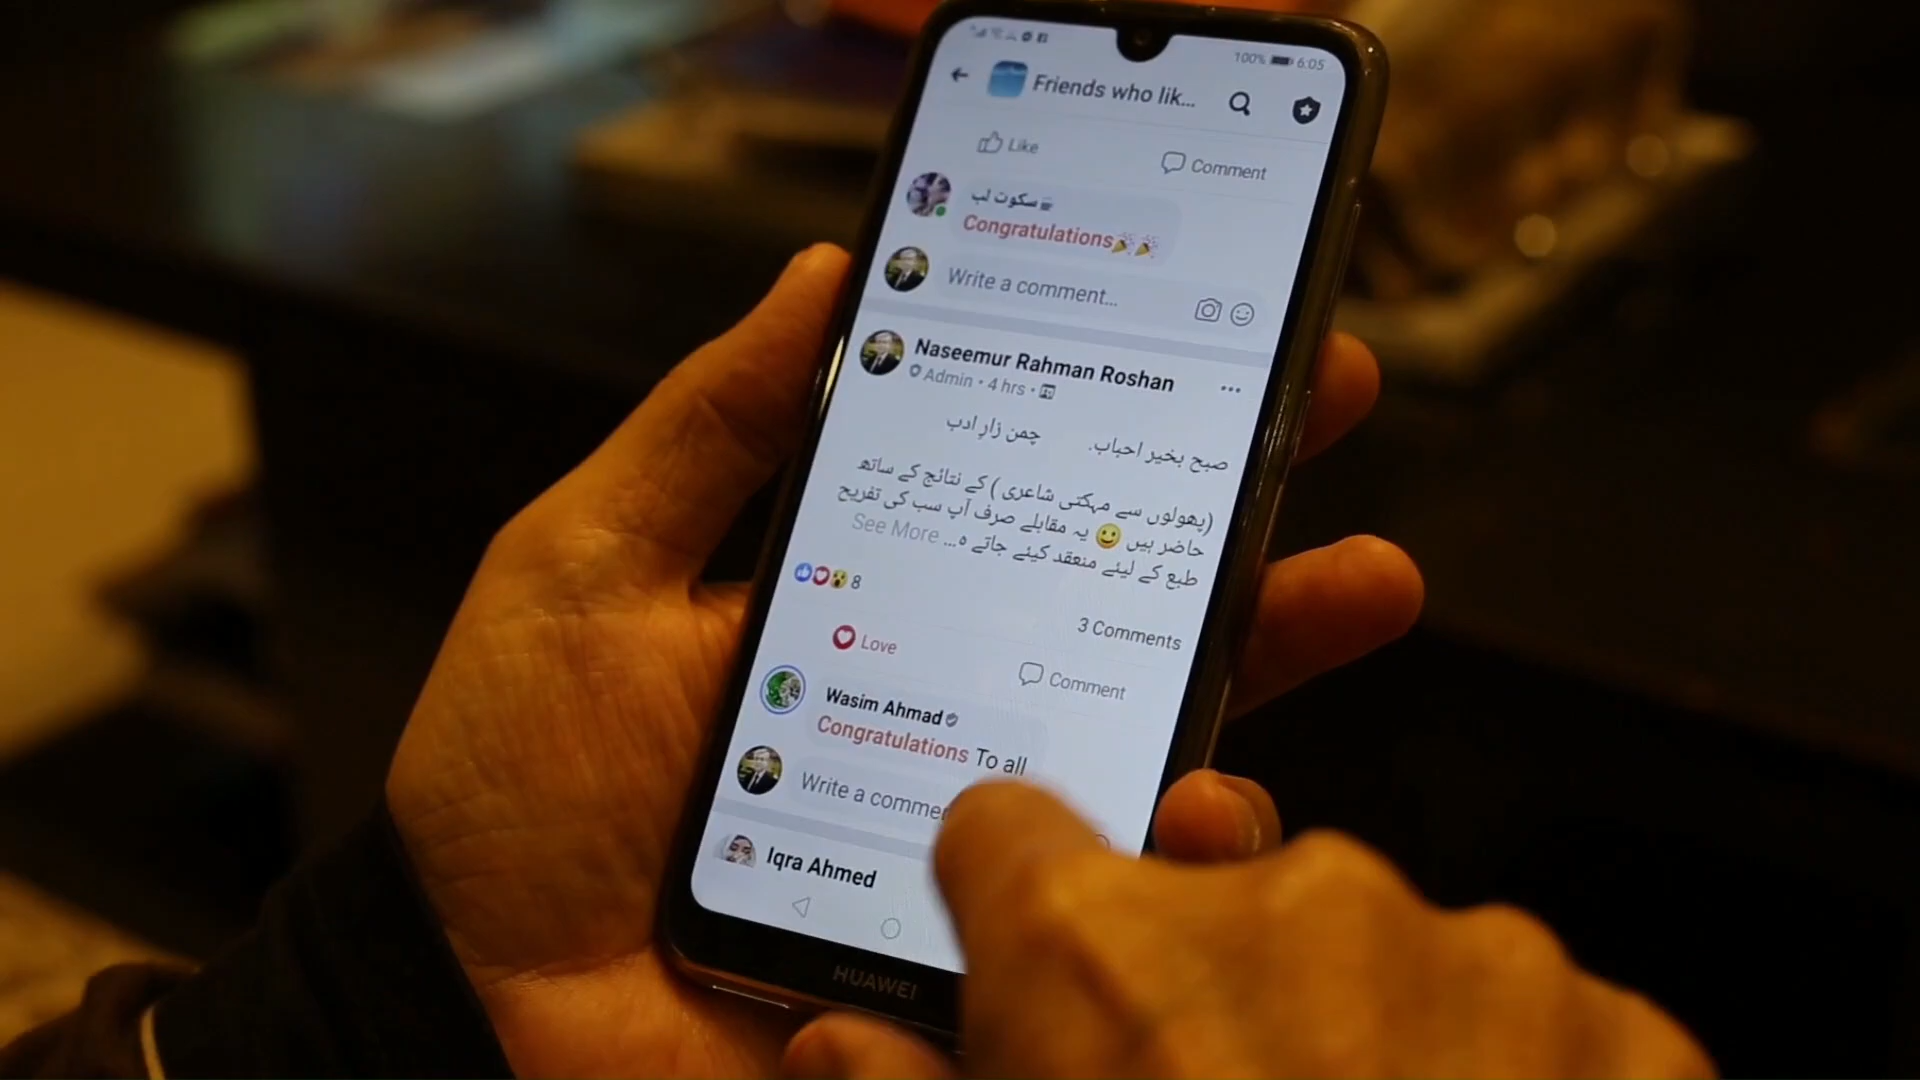 100% 6:05
Friends who lik...
Like
Comment
سکوت لب
Congratulations🎉🎉
Write a comment...
Naseemur Rahman Roshan
Admin • 4 hrs •
صبح بخیر احباب. چمن زارِ ادب
(پھولوں سے مہکتی شاعری ) کے نتائج کے ساتھ
حاضر ہیں 🙂 یہ مقابلے صرف آپ سب کی تفریح
طبع کے لیئے منعقد کیئے جاتے ہ... See More
8
3 Comments
Love
Comment
Wasim Ahmad
Congratulations To all
Write a comme
Iqra Ahmed
HUAWEI